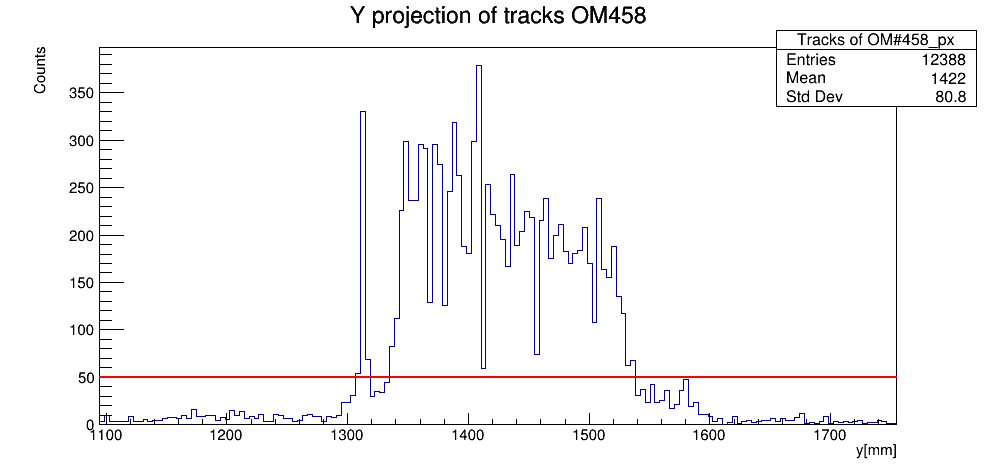 Y projection of tracks OM458
Tracks of OM#458_px
Entries 12388
Mean 1422
Std Dev 80.8
Counts
350
300
250
200
150
100
50
0
1100 1200 1300 1400 1500 1600 1700
y[mm]